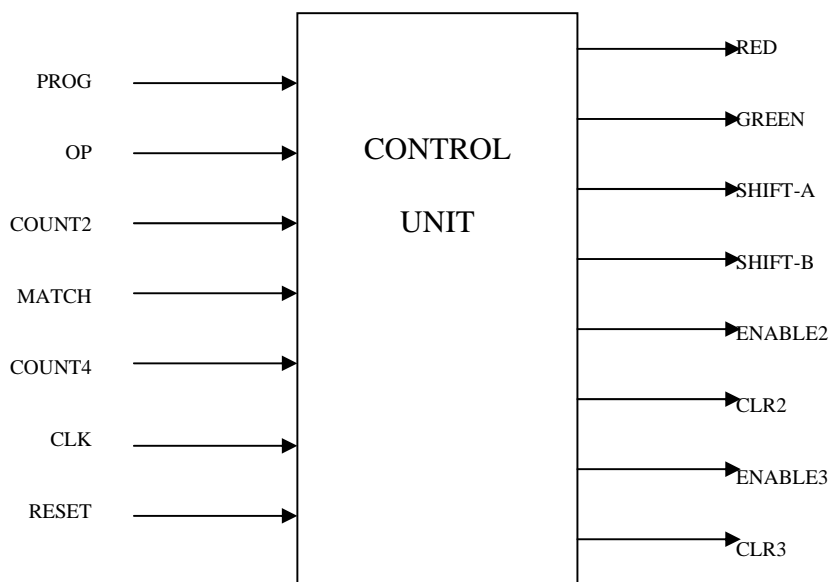 PROG
OP
COUNT2
MATCH
COUNT4
CLK
RESET
CONTROL
UNIT
RED
GREEN
SHIFT-A
SHIFT-B
ENABLE2
CLR2
ENABLE3
CLR3